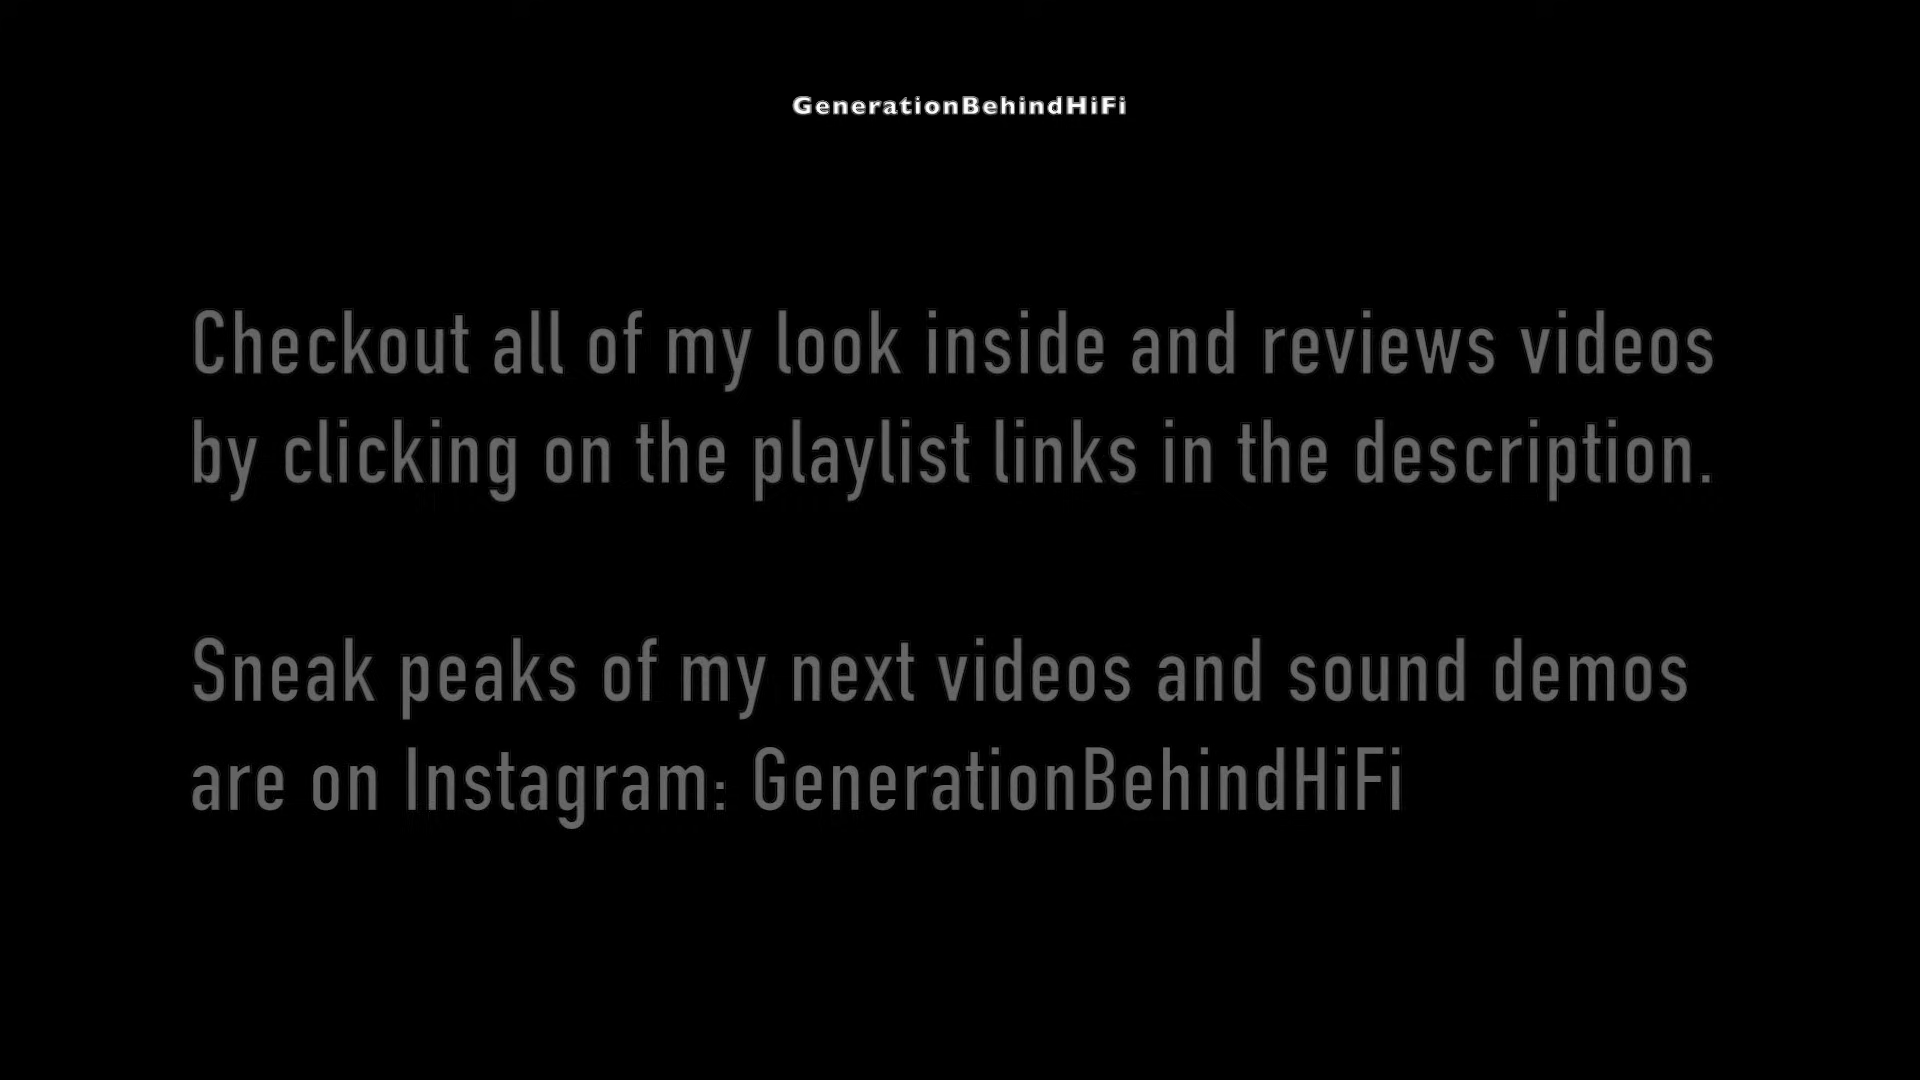 GenerationBehindHiFi
Checkout all of my look inside and reviews videos
by clicking on the playlist links in the description.
Sneak peaks of my next videos and sound demos
are on Instagram: GenerationBehindHiFi